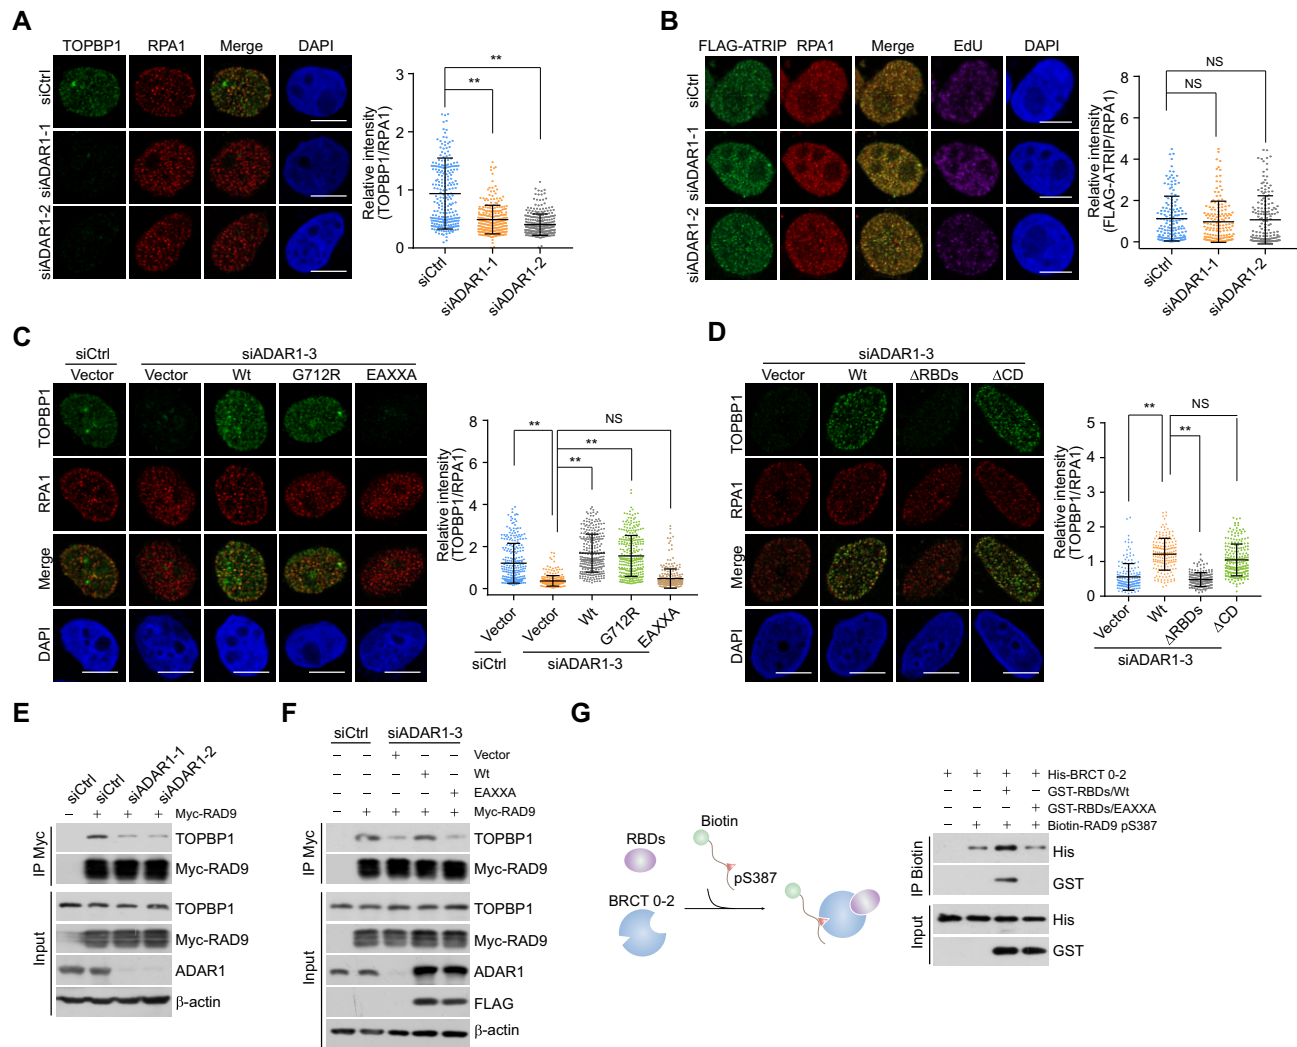 A
TOPBP1 RPA1 Merge DAPI
siCtrl
siADAR1-1
siADAR1-2
Relative intensity
(TOPBP1/RPA1)
3
2
1
0
**
**
siCtrl
siADAR1-1
siADAR1-2
B
FLAG-ATRIP RPA1 Merge EdU DAPI
siCtrl
siADAR1-1
siADAR1-2
Relative intensity
(FLAG-ATRIP/RPA1)
8
6
4
2
0
NS
NS
siCtrl
siADAR1-1
siADAR1-2
C
siCtrl siADAR1-3
Vector Vector Wt G712R EAXXA
TOPBP1
RPA1
Merge
DAPI
Relative intensity
(TOPBP1/RPA1)
8
6
4
2
0
NS
**
**
**
Vector Vector Wt G712R EAXXA
siCtrl siADAR1-3
D
siADAR1-3
Vector Wt ΔRBDs ΔCD
TOPBP1
RPA1
Merge
DAPI
Relative intensity
(TOPBP1/RPA1)
5
4
3
2
1
0
** NS
**
Vector Wt ΔRBDs ΔCD
siADAR1-3
E
siCtrl siCtrl siADAR1-1 siADAR1-2
– + + + Myc-RAD9
IP Myc
TOPBP1
Myc-RAD9
Input
TOPBP1
Myc-RAD9
ADAR1
β-actin
F
siCtrl siADAR1-3
– – + – – Vector
– – – + – Wt
– – – – + EAXXA
– + + + + Myc-RAD9
IP Myc
TOPBP1
Myc-RAD9
Input
TOPBP1
Myc-RAD9
ADAR1
FLAG
β-actin
G
RBDs
BRCT 0-2
Biotin
pS387
+ + + + His-BRCT 0-2
– – + – GST-RBDs/Wt
– – – + GST-RBDs/EAXXA
– + + + Biotin-RAD9 pS387
IP Biotin
His
GST
Input
His
GST